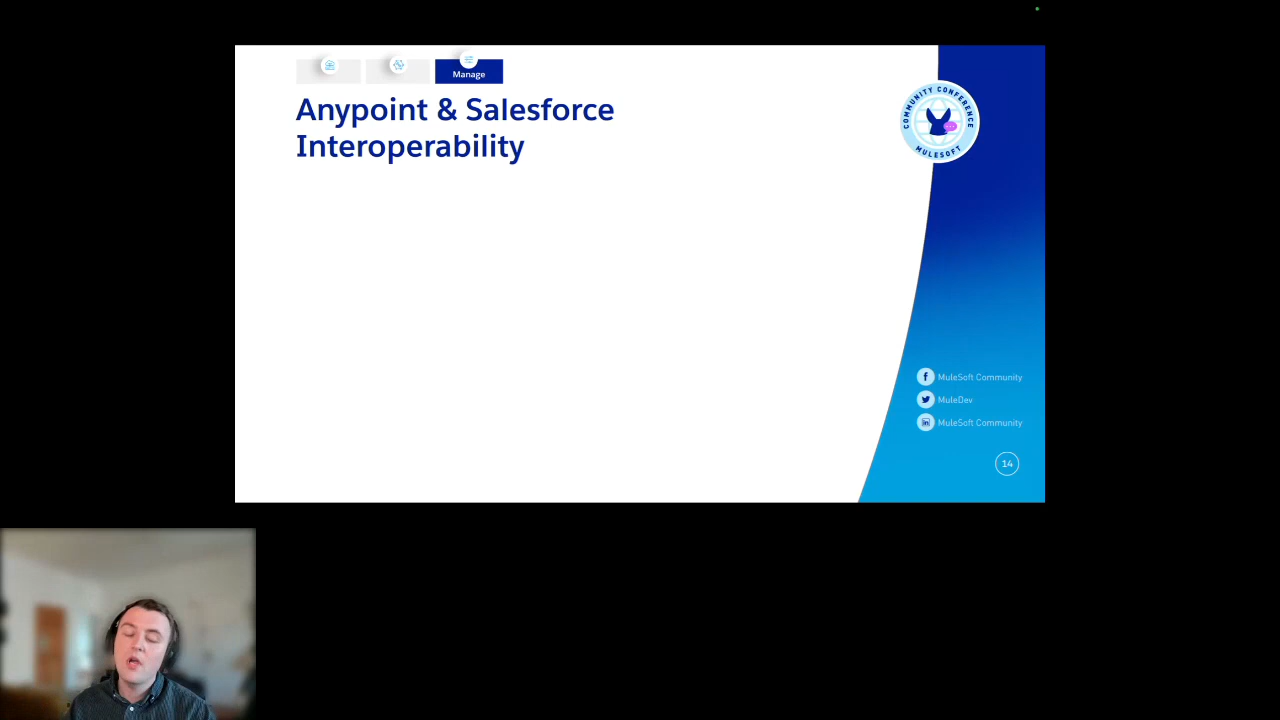 Manage
Anypoint & Salesforce
Interoperability
COMMUNITY CONFERENCE
MULESOFT
MuleSoft Community
MuleDev
MuleSoft Community
14